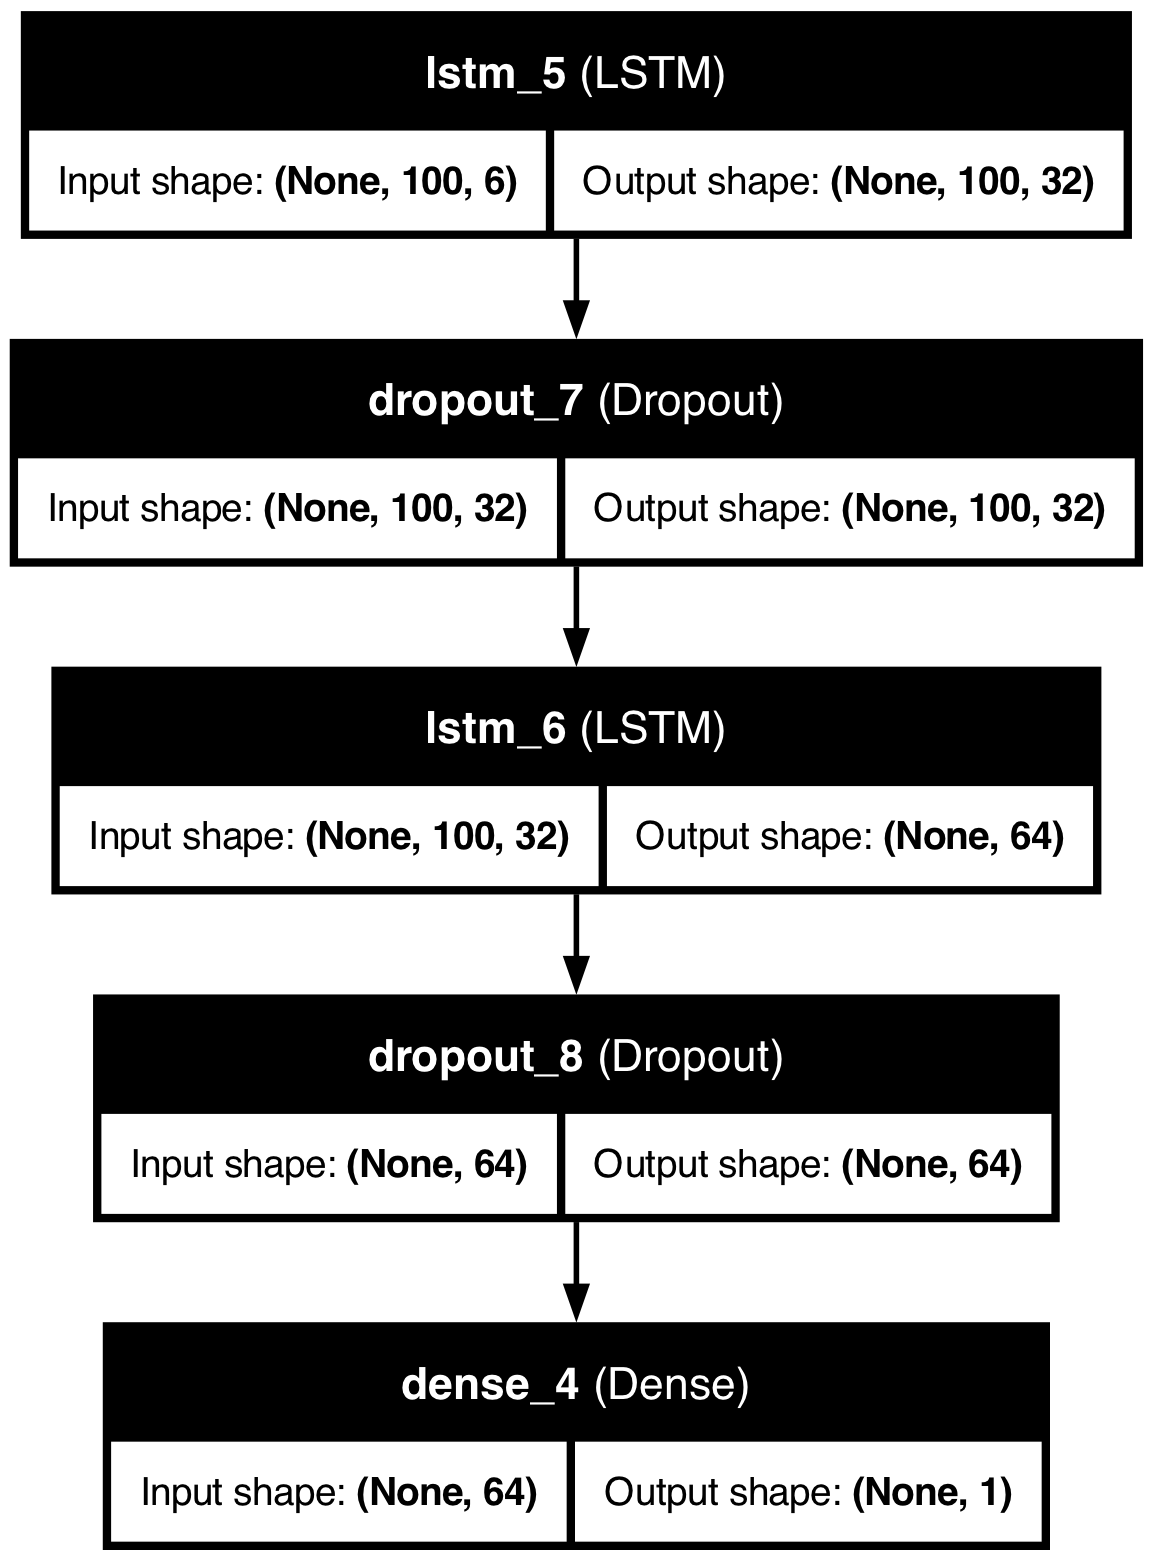 lstm_5 (LSTM)
Input shape: (None, 100, 6) Output shape: (None, 100, 32)
dropout_7 (Dropout)
Input shape: (None, 100, 32) Output shape: (None, 100, 32)
lstm_6 (LSTM)
Input shape: (None, 100, 32) Output shape: (None, 64)
dropout_8 (Dropout)
Input shape: (None, 64) Output shape: (None, 64)
dense_4 (Dense)
Input shape: (None, 64) Output shape: (None, 1)